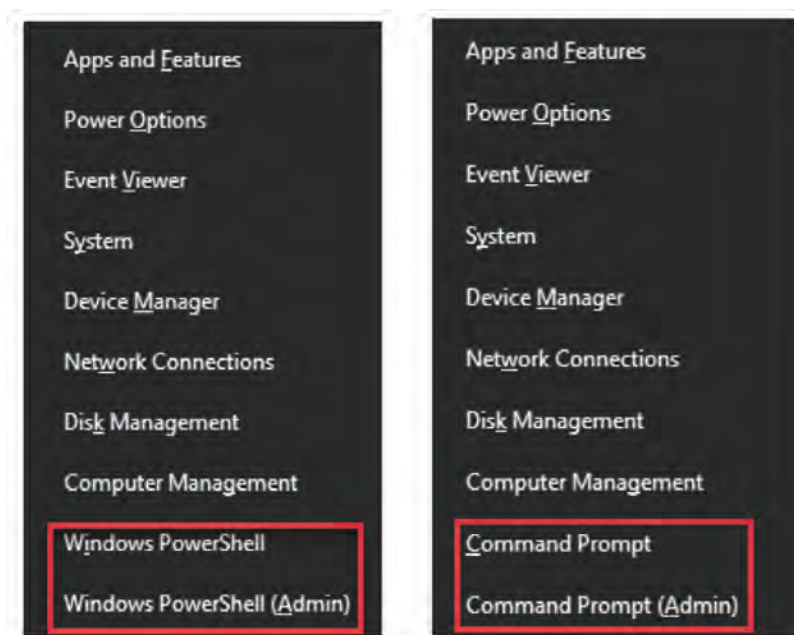 Apps and Features
Power Options
Event Viewer
System
Device Manager
Network Connections
Disk Management
Computer Management
Windows PowerShell
Windows PowerShell (Admin)
Apps and Features
Power Options
Event Viewer
System
Device Manager
Network Connections
Disk Management
Computer Management
Command Prompt
Command Prompt (Admin)